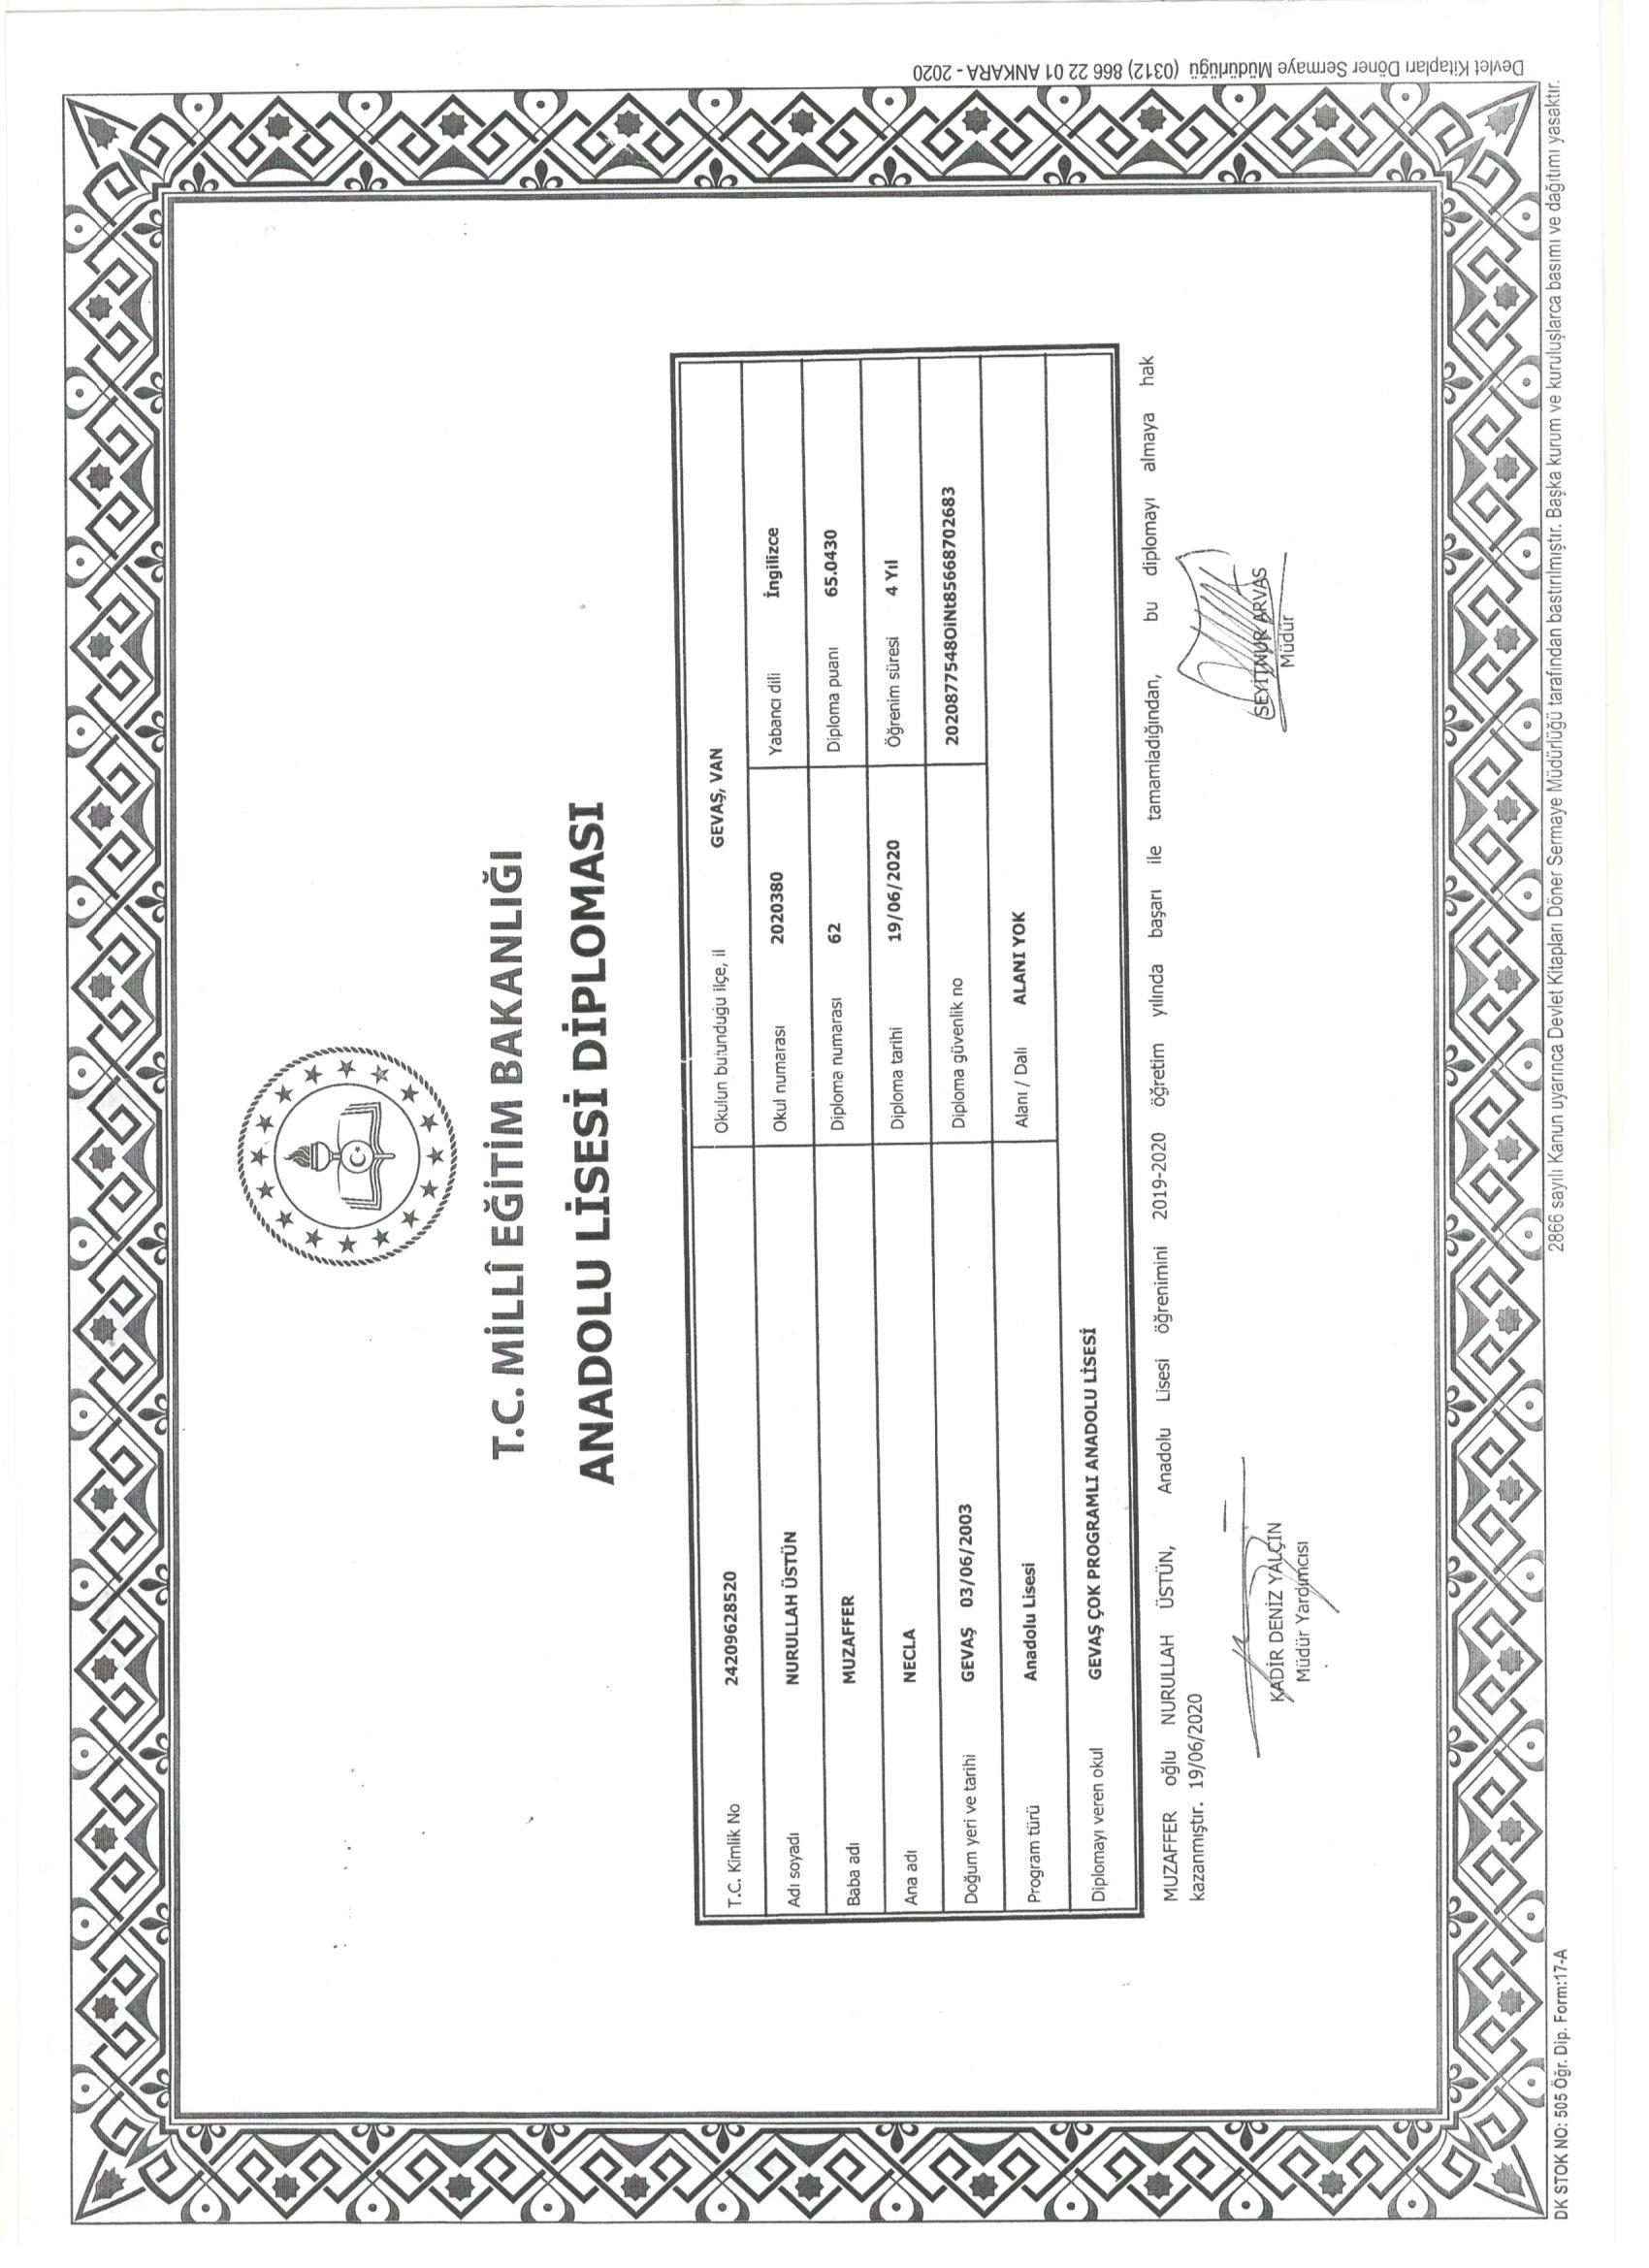 T.C. MİLLÎ EĞİTİM BAKANLIĞI
ANADOLU LİSESİ DİPLOMASI
T.C. Kimlik No 24209628520 Okulun bulunduğu ilçe, il GEVAŞ, VAN
Adı soyadı NURULLAH ÜSTÜN Okul numarası 2020380 Yabancı dili İngilizce
Baba adı MUZAFFER Diploma numarası 62 Diploma puanı 65.0430
Ana adı NECLA Diploma tarihi 19/06/2020 Öğrenim süresi 4 Yıl
Doğum yeri ve tarihi GEVAŞ 03/06/2003 Diploma güvenlik no 2020877548OiNt85668702683
Program türü Anadolu Lisesi Alanı / Dalı ALANI YOK
Diplomayı veren okul GEVAŞ ÇOK PROGRAMLI ANADOLU LİSESİ
MUZAFFER oğlu NURULLAH ÜSTÜN, Anadolu Lisesi öğrenimini 2019-2020 öğretim yılında başarı ile tamamladığından, bu diplomayı almaya hak
kazanmıştır. 19/06/2020
KADİR DENİZ YALÇIN
Müdür Yardımcısı
SEYİTNUR ARVAS
Müdür
DK STOK NO: 505 Öğr. Dip. Form:17-A
2866 sayılı Kanun uyarınca Devlet Kitapları Döner Sermaye Müdürlüğü tarafından bastırılmıştır. Başka kurum ve kuruluşlarca basımı ve dağıtımı yasaktır.
Devlet Kitapları Döner Sermaye Müdürlüğü (0312) 866 22 01 ANKARA - 2020